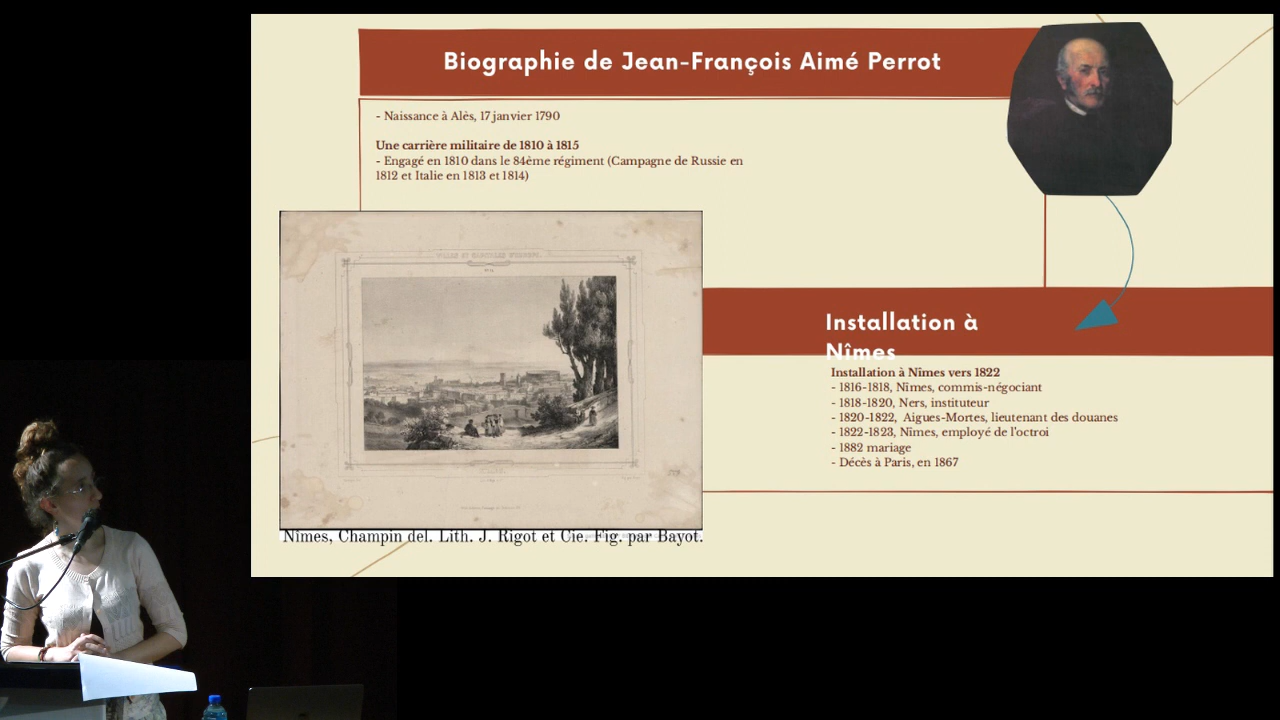 Biographie de Jean-François Aimé Perrot
- Naissance à Alès, 17 janvier 1790
Une carrière militaire de 1810 à 1815
- Engagé en 1810 dans le 84ème régiment (Campagne de Russie en
1812 et Italie en 1813 et 1814)
Installation à
Nîmes
Installation à Nîmes vers 1822
- 1816-1818, Nîmes, commis-négociant
- 1818-1820, Ners, instituteur
- 1820-1822, Aigues-Mortes, lieutenant des douanes
- 1822-1823, Nîmes, employé de l'octroi
- 1882 mariage
- Décès à Paris, en 1867
Nîmes, Champin del. Lith. J. Rigot et Cie. Fig. par Bayot.